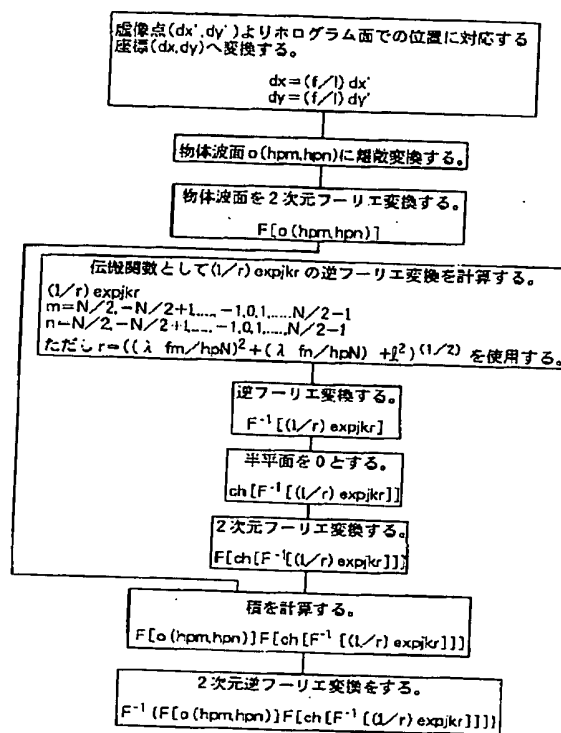 虚像点(dx',dy')よりホログラム面での位置に対応する
座標(dx,dy)へ変換する。
dx=(f/l) dx'
dy=(f/l) dy'
物体波面o(hpm,hpn)に離散変換する。
物体波面を2次元フーリエ変換する。
F[o(hpm,hpn)]
伝搬関数として(1/r) expjkr の逆フーリエ変換を計算する。
(1/r) expjkr
m=N/2,-N/2+1,....,-1,0,1,.....N/2-1
n=N/2,-N/2+1,....,-1,0,1,.....N/2-1
ただしr=((λ fm/hpN)²+(λ fn/hpN) +ℓ²)^(1/2) を使用する。
逆フーリエ変換する。
F⁻¹[(1/r) expjkr]
半平面を0とする。
ch[F⁻¹[(1/r) expjkr]]
2次元フーリエ変換する。
F[ch[F⁻¹[(1/r) expjkr]]]
積を計算する。
F[o(hpm,hpn)]F[ch[F⁻¹[(1/r) expjkr]]]
2次元逆フーリエ変換をする。
F⁻¹{F[o(hpm,hpn)]F[ch[F⁻¹[(1/r) expjkr]]]}